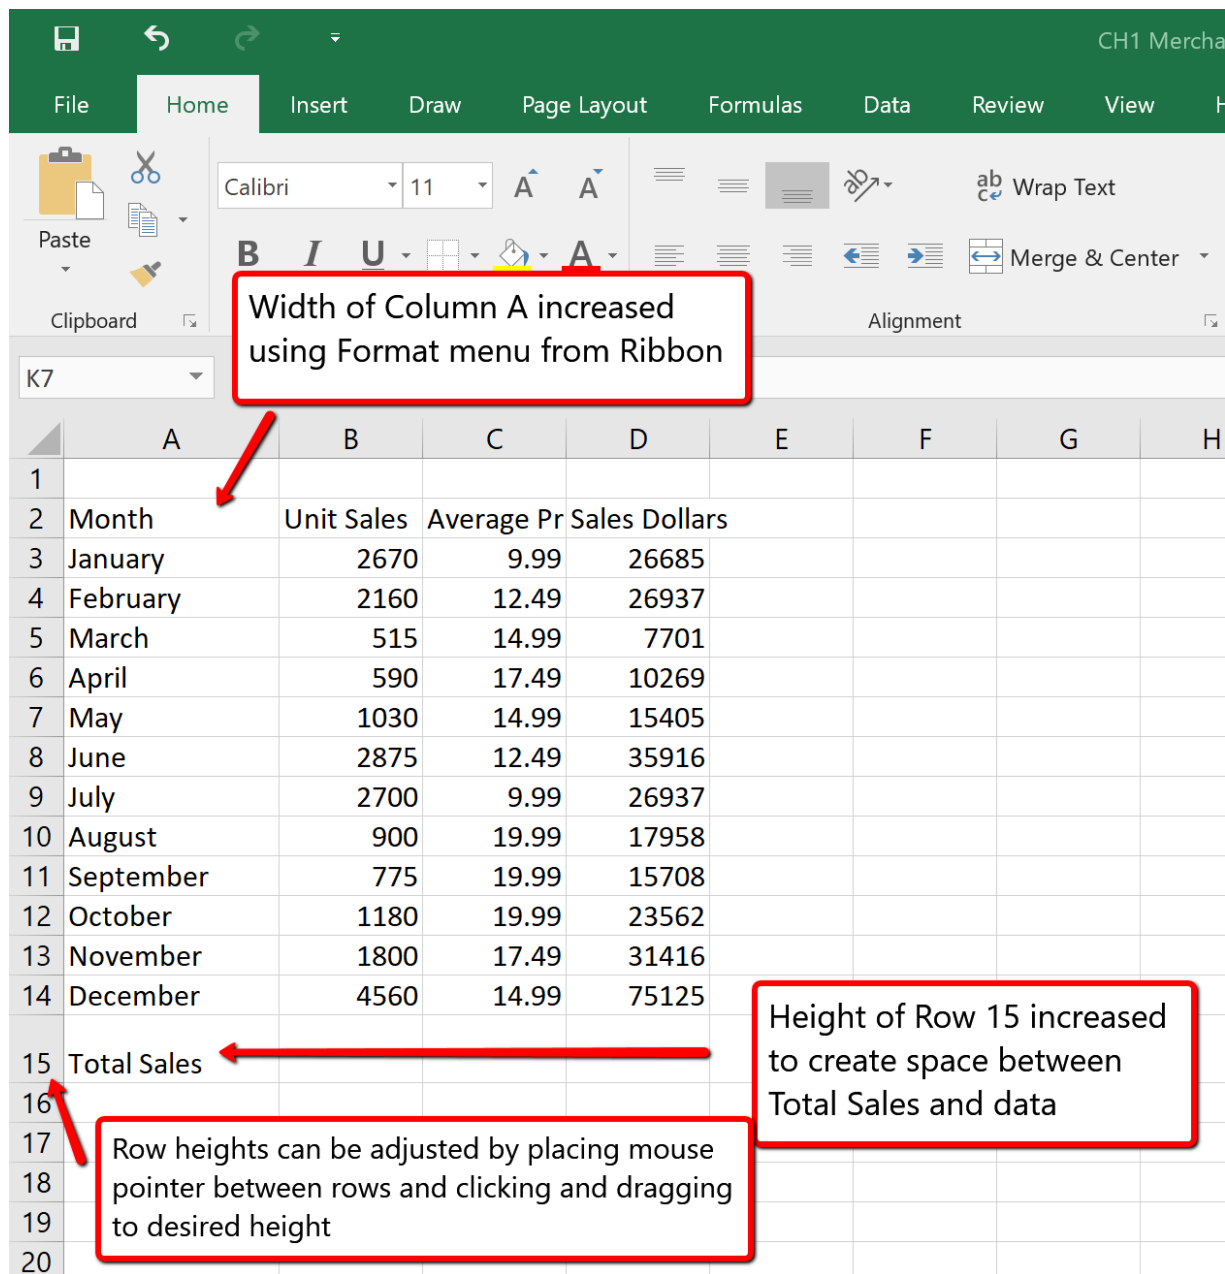 CH1 Mercha
File Home Insert Draw Page Layout Formulas Data Review View H
Calibri 11 A A ab c Wrap Text
Paste B I U A Merge & Center
Clipboard Alignment
Width of Column A increased
using Format menu from Ribbon
K7
A B C D E F G H
1
2 Month Unit Sales Average Pr Sales Dollars
3 January 2670 9.99 26685
4 February 2160 12.49 26937
5 March 515 14.99 7701
6 April 590 17.49 10269
7 May 1030 14.99 15405
8 June 2875 12.49 35916
9 July 2700 9.99 26937
10 August 900 19.99 17958
11 September 775 19.99 15708
12 October 1180 19.99 23562
13 November 1800 17.49 31416
14 December 4560 14.99 75125
Height of Row 15 increased
to create space between
Total Sales and data
15 Total Sales
16
17
18
19
20
Row heights can be adjusted by placing mouse
pointer between rows and clicking and dragging
to desired height